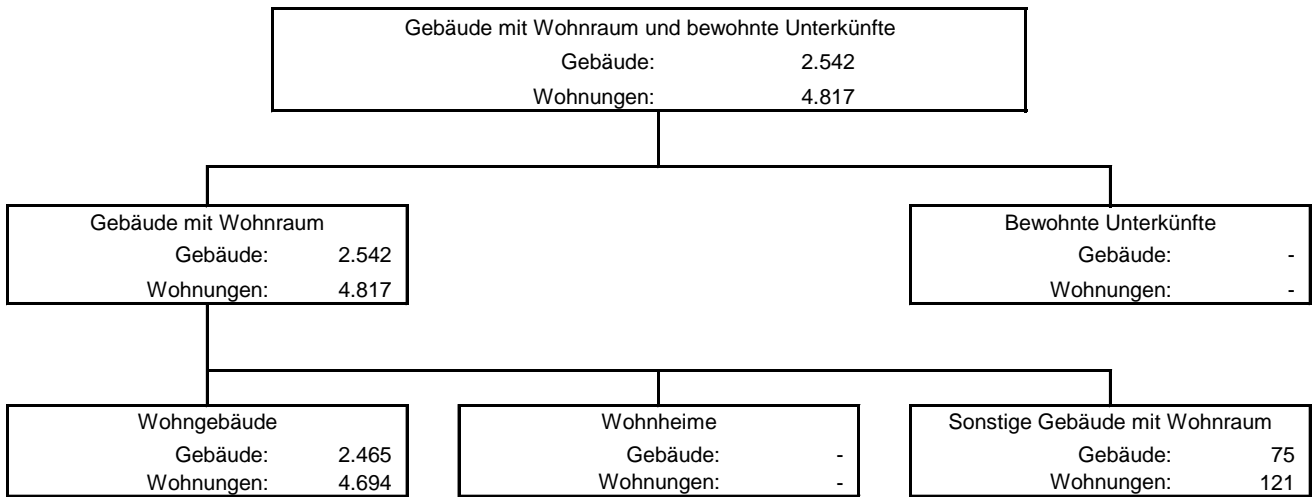 Gebäude mit Wohnraum und bewohnte Unterkünfte
Gebäude: 2.542
Wohnungen: 4.817
Gebäude mit Wohnraum
Gebäude: 2.542
Wohnungen: 4.817
Bewohnte Unterkünfte
Gebäude: -
Wohnungen: -
Wohngebäude
Gebäude: 2.465
Wohnungen: 4.694
Wohnheime
Gebäude: -
Wohnungen: -
Sonstige Gebäude mit Wohnraum
Gebäude: 75
Wohnungen: 121